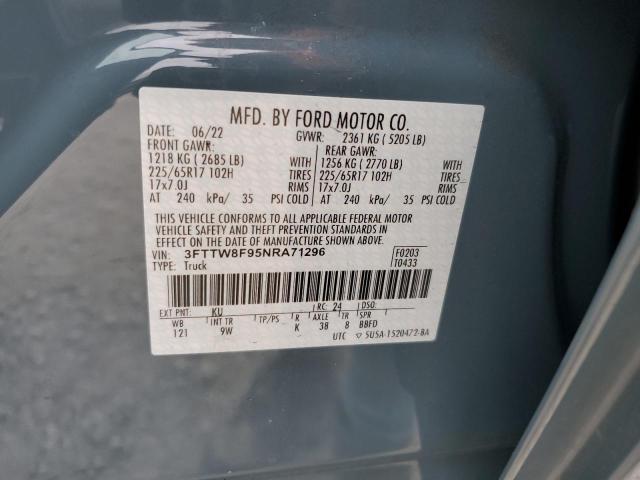 MFD. BY FORD MOTOR CO.
DATE: 06/22 GVWR: 2361 KG ( 5205 LB)
FRONT GAWR: REAR GAWR:
1218 KG ( 2685 LB) WITH 1256 KG ( 2770 LB) WITH
225/65R17 102H TIRES 225/65R17 102H TIRES
17x7.0J RIMS 17x7.0J RIMS
AT 240 kPa/ 35 PSI COLD AT 240 kPa/ 35 PSI COLD
THIS VEHICLE CONFORMS TO ALL APPLICABLE FEDERAL MOTOR
VEHICLE SAFETY AND THEFT PREVENTION STANDARDS IN
EFFECT ON THE DATE OF MANUFACTURE SHOWN ABOVE.
VIN: 3FTTW8F95NRA71296 F0203
TYPE: Truck T0433
EXT PNT: KU RC: 24 DSO:
WB INT TR TP/PS R AXLE TR SPR
121 9W K 38 8 BBFD
UTC 5U5A-1520472-BA